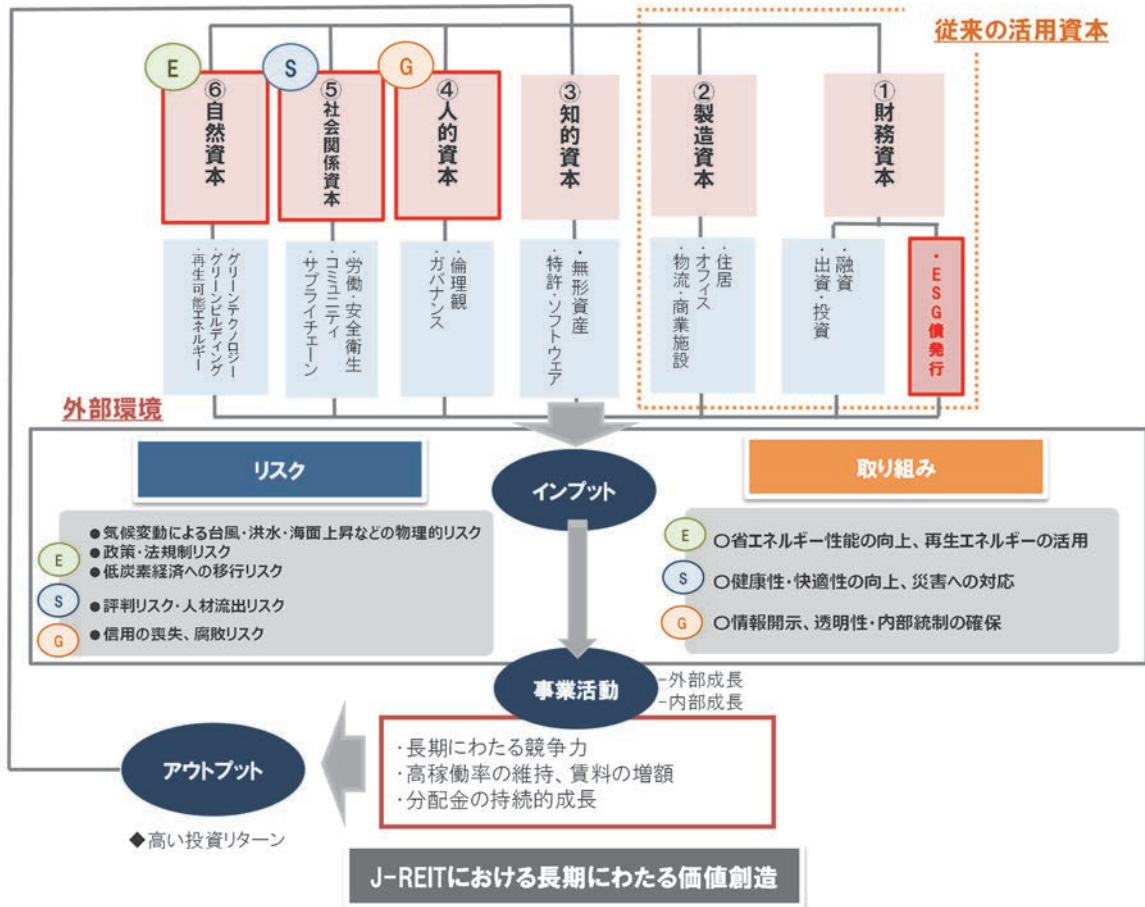 従来の活用資本
E
⑥自然資本
S
⑤社会関係資本
G
④人的資本
③知的資本
②製造資本
①財務資本
・グリーンテクノロジー
・グリーンビルディング
・再生可能エネルギー
・労働・安全衛生
・コミュニティ
・サプライチェーン
・倫理観
・ガバナンス
・無形資産
・特許・ソフトウェア
・住居
・オフィス
・物流・商業施設
・融資
・出資・投資
・ESG債発行
外部環境
リスク
インプット
取り組み
●気候変動による台風・洪水・海面上昇などの物理的リスク
E
●政策・法規制リスク
●低炭素経済への移行リスク
S
●評判リスク・人材流出リスク
G
●信用の喪失、腐敗リスク
E
○省エネルギー性能の向上、再生エネルギーの活用
S
○健康性・快適性の向上、災害への対応
G
○情報開示、透明性・内部統制の確保
事業活動
-外部成長
-内部成長
・長期にわたる競争力
・高稼働率の維持、賃料の増額
・分配金の持続的成長
アウトプット
◆高い投資リターン
J-REITにおける長期にわたる価値創造